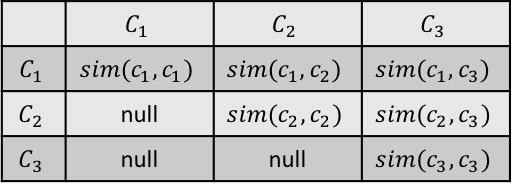 C₁ C₂ C₃
C₁ sim(c₁, c₁) sim(c₁, c₂) sim(c₁, c₃)
C₂ null sim(c₂, c₂) sim(c₂, c₃)
C₃ null null sim(c₃, c₃)